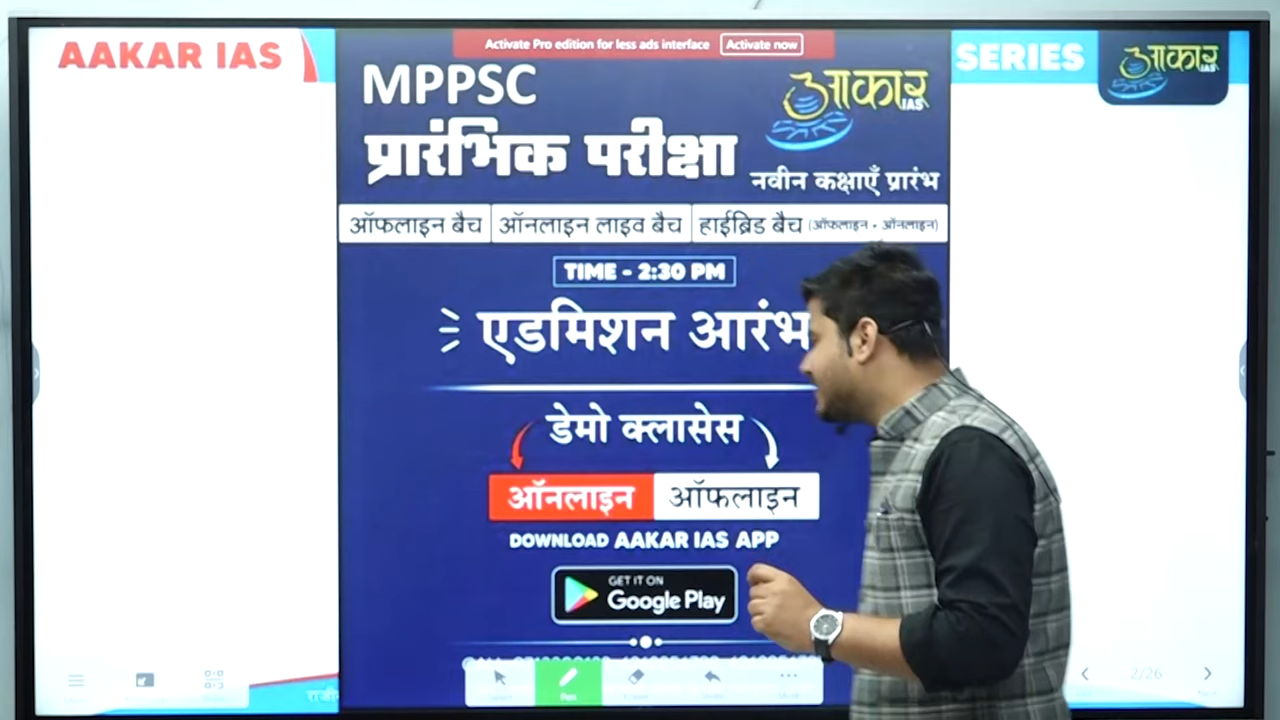 AAKAR IAS
Activate Pro edition for less ads interface Activate now
SERIES
आकार IAS
MPPSC
आकार IAS
प्रारंभिक परीक्षा
नवीन कक्षाएँ प्रारंभ
ऑफलाइन बैच ऑनलाइन लाइव बैच हाईब्रिड बैच (ऑफलाइन + ऑनलाइन)
TIME - 2:30 PM
एडमिशन आरंभ
डेमो क्लासेस
ऑनलाइन ऑफलाइन
DOWNLOAD AAKAR IAS APP
GET IT ON
Google Play
Pen
2/26